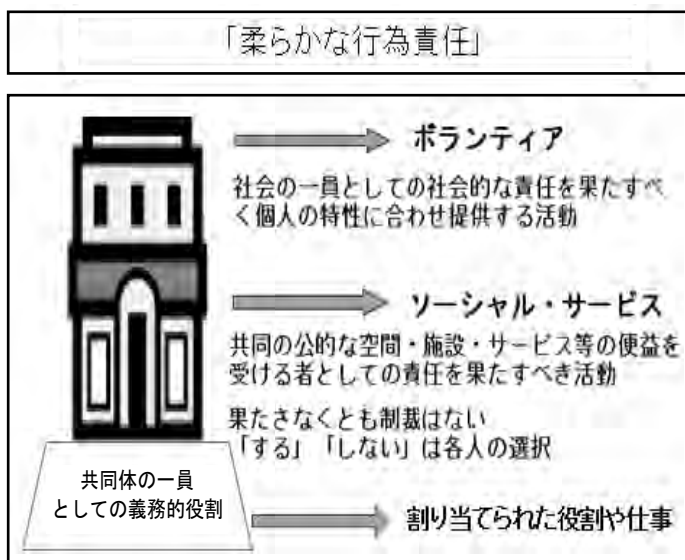 「柔らかな行為責任」
ボランティア
社会の一員としての社会的な責任を果たすべ
く個人の特性に合わせ提供する活動
ソーシャル・サービス
共同の公的な空間・施設・サービス等の便益を
受ける者としての責任を果たすべき活動
果たさなくとも制裁はない
「する」「しない」は各人の選択
共同体の一員
としての義務的役割
割り当てられた役割や仕事